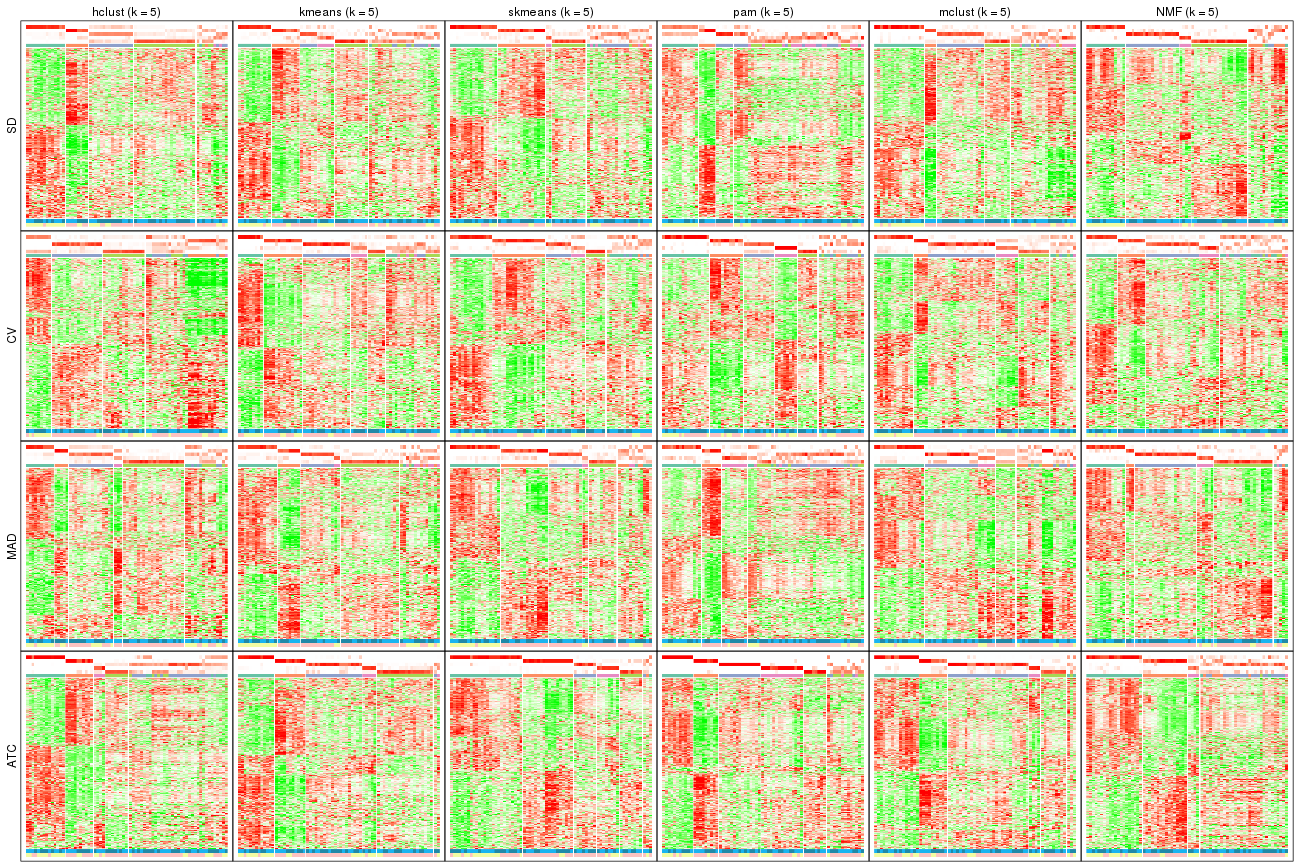 hclust (k = 5) kmeans (k = 5) skmeans (k = 5) pam (k = 5) mclust (k = 5) NMF (k = 5)
SD
CV
MAD
ATC